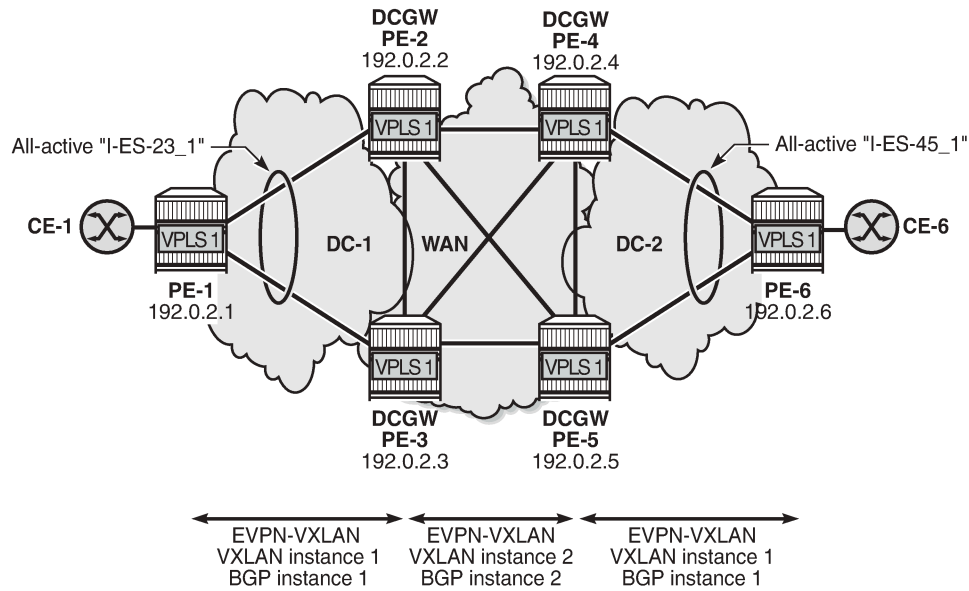 DCGW
PE-2
192.0.2.2
DCGW
PE-4
192.0.2.4
VPLS 1
VPLS 1
All-active "I-ES-23_1"
All-active "I-ES-45_1"
CE-1
VPLS 1
DC-1
WAN
DC-2
VPLS 1
CE-6
PE-1
192.0.2.1
PE-6
192.0.2.6
VPLS 1
VPLS 1
DCGW
PE-3
192.0.2.3
DCGW
PE-5
192.0.2.5
EVPN-VXLAN
VXLAN instance 1
BGP instance 1
EVPN-VXLAN
VXLAN instance 2
BGP instance 2
EVPN-VXLAN
VXLAN instance 1
BGP instance 1